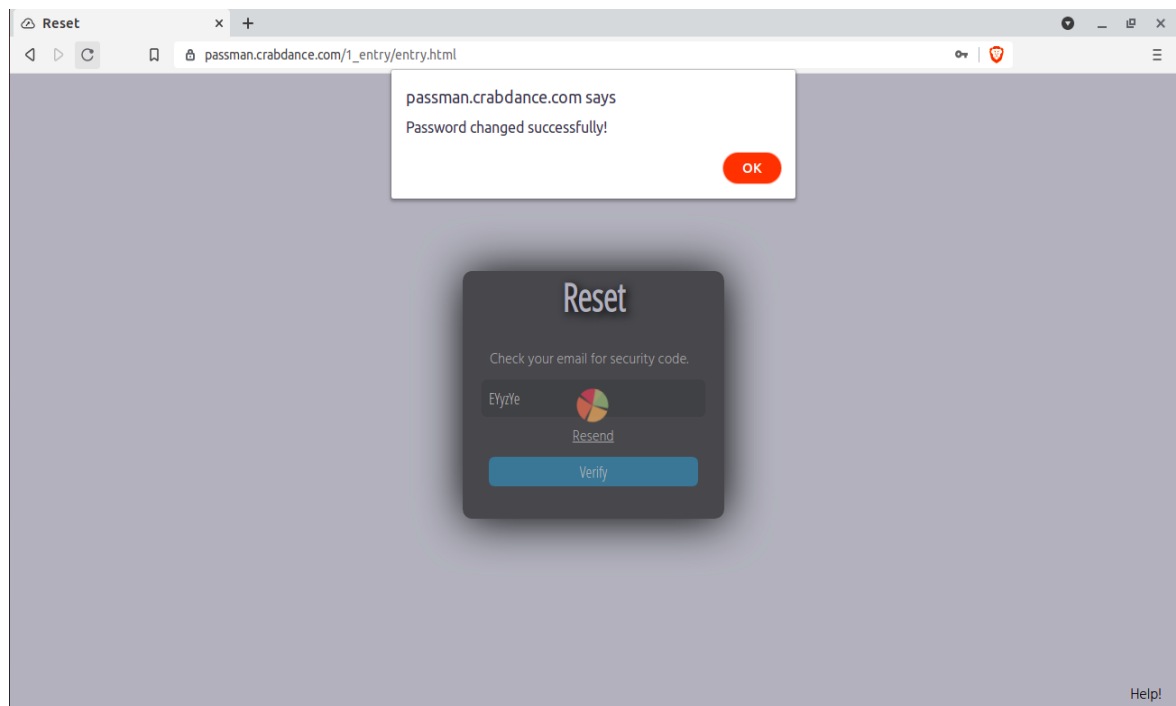 Reset
passman.crabdance.com/1_entry/entry.html
passman.crabdance.com says
Password changed successfully!
OK
Reset
Check your email for security code.
EYyzYe
Resend
Verify
Help!